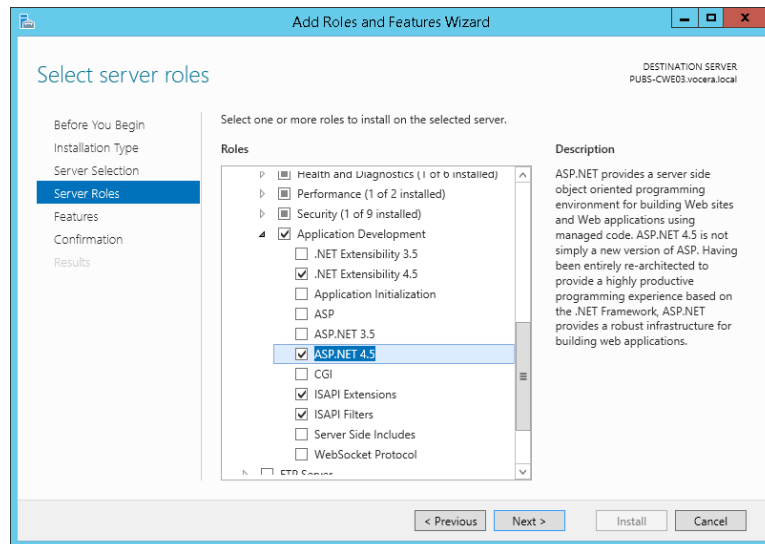 Add Roles and Features Wizard
Select server roles
DESTINATION SERVER
PUBS-CWE03.vocera.local
Before You Begin
Installation Type
Server Selection
Server Roles
Features
Confirmation
Results
Select one or more roles to install on the selected server.
Roles
Health and Diagnostics (1 of 6 installed)
Performance (1 of 2 installed)
Security (1 of 9 installed)
Application Development
.NET Extensibility 3.5
.NET Extensibility 4.5
Application Initialization
ASP
ASP.NET 3.5
ASP.NET 4.5
CGI
ISAPI Extensions
ISAPI Filters
Server Side Includes
WebSocket Protocol
FTP Server
Description
ASP.NET provides a server side
object oriented programming
environment for building Web sites
and Web applications using
managed code. ASP.NET 4.5 is not
simply a new version of ASP. Having
been entirely re-architected to
provide a highly productive
programming experience based on
the .NET Framework, ASP.NET
provides a robust infrastructure for
building web applications.
< Previous
Next >
Install
Cancel